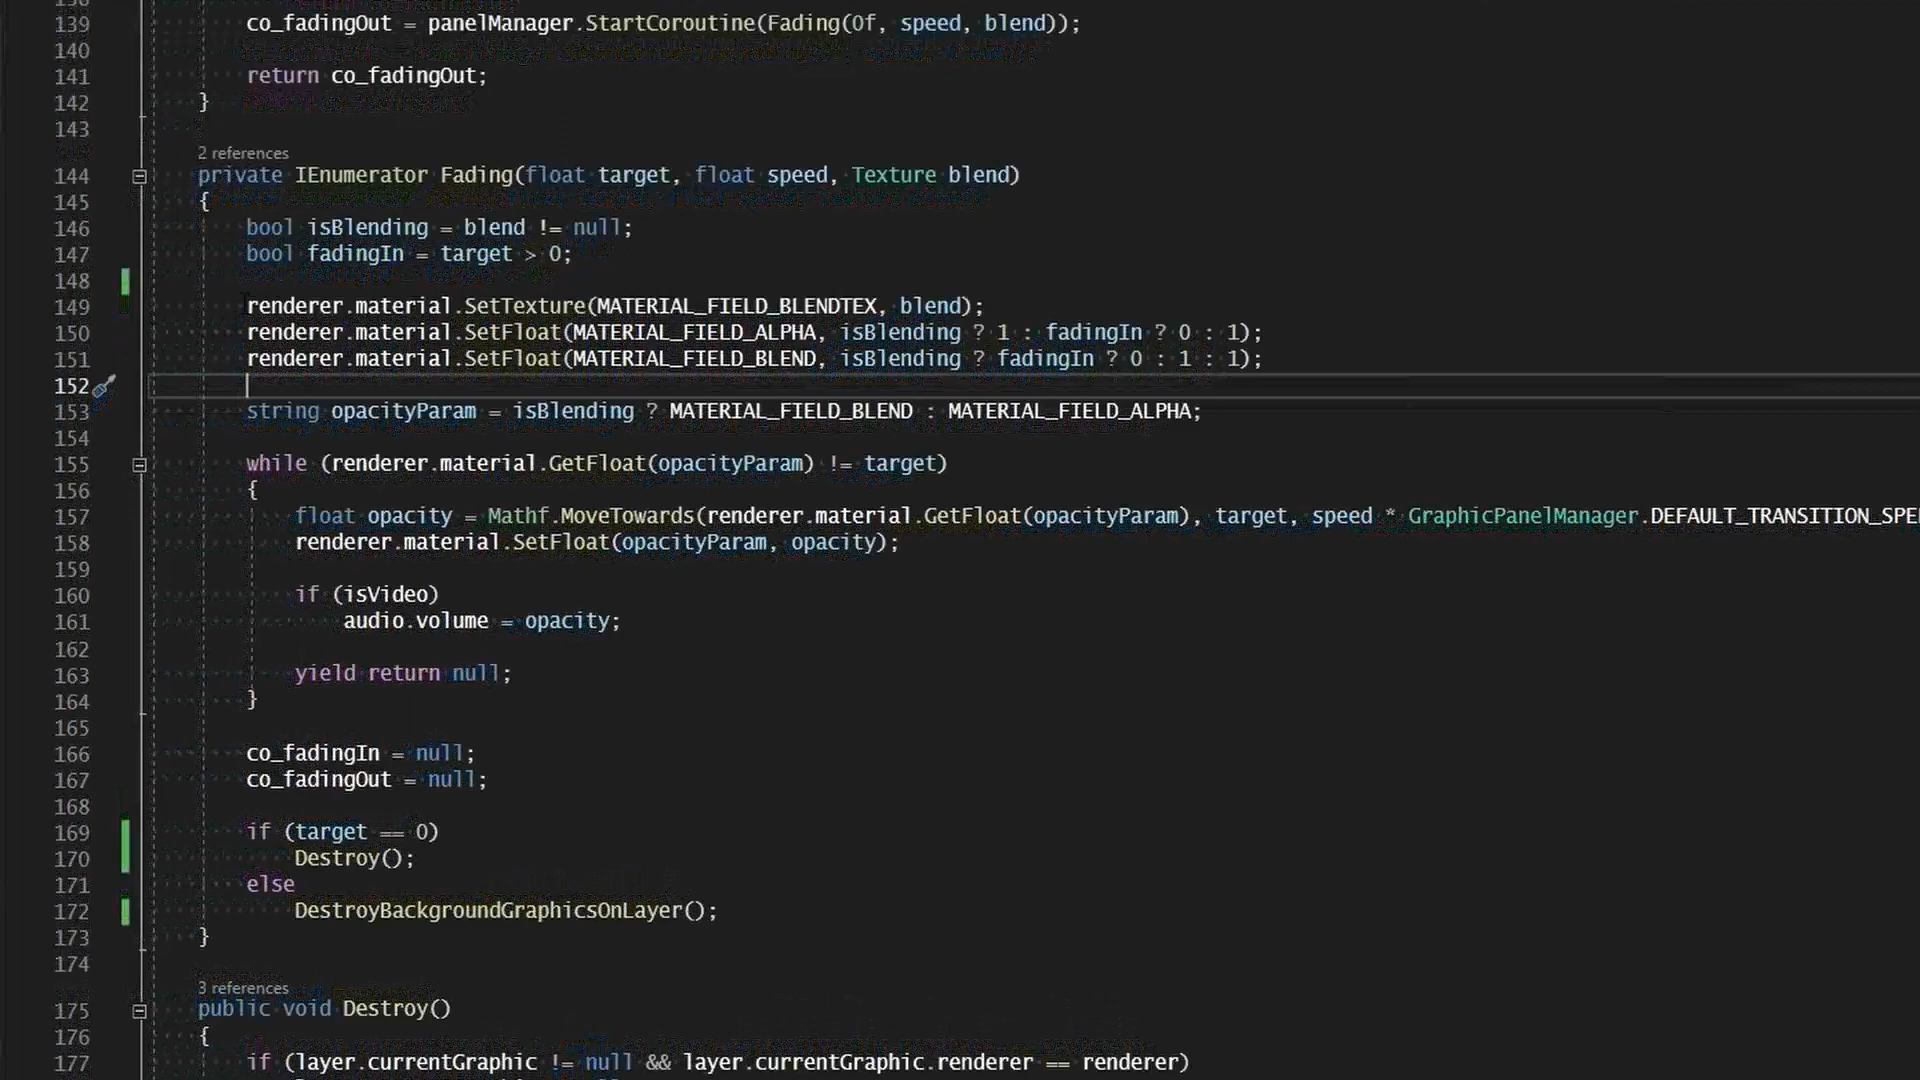 139 co_fadingOut = panelManager.StartCoroutine(Fading(0f, speed, blend));
140
141 return co_fadingOut;
142 }
143
2 references
144 private IEnumerator Fading(float target, float speed, Texture blend)
145 {
146 bool isBlending = blend != null;
147 bool fadingIn = target > 0;
148
149 renderer.material.SetTexture(MATERIAL_FIELD_BLENDTEX, blend);
150 renderer.material.SetFloat(MATERIAL_FIELD_ALPHA, isBlending ? 1 : fadingIn ? 0 : 1);
151 renderer.material.SetFloat(MATERIAL_FIELD_BLEND, isBlending ? fadingIn ? 0 : 1 : 1);
152
153 string opacityParam = isBlending ? MATERIAL_FIELD_BLEND : MATERIAL_FIELD_ALPHA;
154
155 while (renderer.material.GetFloat(opacityParam) != target)
156 {
157 float opacity = Mathf.MoveTowards(renderer.material.GetFloat(opacityParam), target, speed * GraphicPanelManager.DEFAULT_TRANSITION_SPE
158 renderer.material.SetFloat(opacityParam, opacity);
159
160 if (isVideo)
161 audio.volume = opacity;
162
163 yield return null;
164 }
165
166 co_fadingIn = null;
167 co_fadingOut = null;
168
169 if (target == 0)
170 Destroy();
171 else
172 DestroyBackgroundGraphicsOnLayer();
173 }
174
3 references
175 public void Destroy()
176 {
177 if (layer.currentGraphic != null && layer.currentGraphic.renderer == renderer)